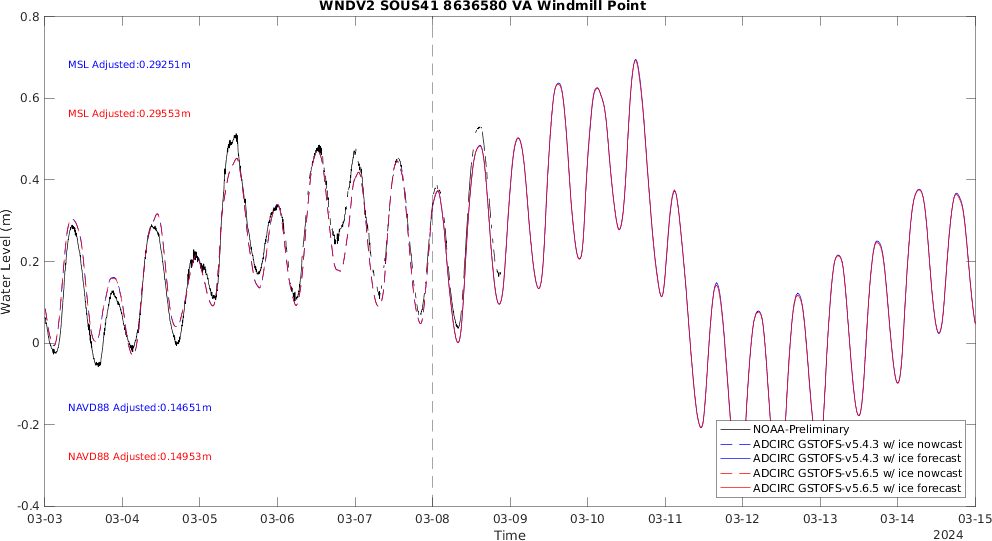 WNDV2 SOUS41 8636580 VA Windmill Point
0.8
0.6
0.4
0.2
0
-0.2
-0.4
Water Level (m)
MSL Adjusted:0.29251m
MSL Adjusted:0.29553m
NAVD88 Adjusted:0.14651m
NAVD88 Adjusted:0.14953m
NOAA-Preliminary
ADCIRC GSTOFS-v5.4.3 w/ ice nowcast
ADCIRC GSTOFS-v5.4.3 w/ ice forecast
ADCIRC GSTOFS-v5.6.5 w/ ice nowcast
ADCIRC GSTOFS-v5.6.5 w/ ice forecast
03-03 03-04 03-05 03-06 03-07 03-08 03-09 03-10 03-11 03-12 03-13 03-14 03-15
Time
2024